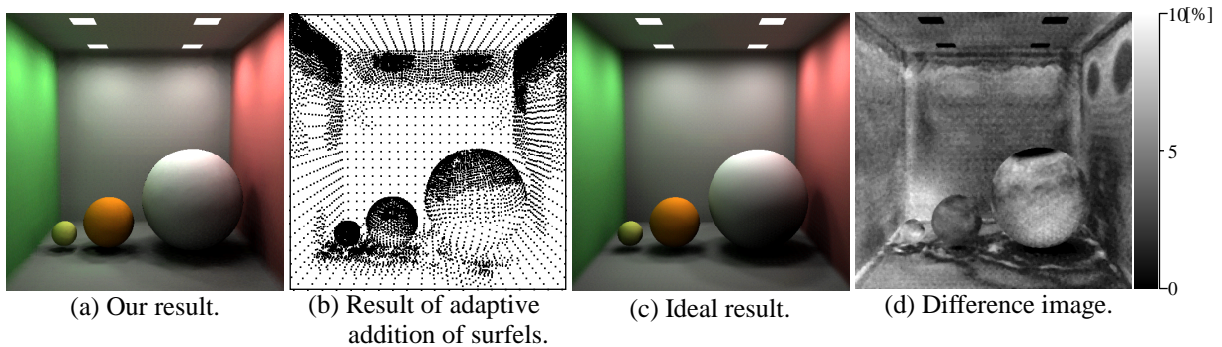 10[%]
5
0
(a) Our result.
(b) Result of adaptive
addition of surfels.
(c) Ideal result.
(d) Difference image.